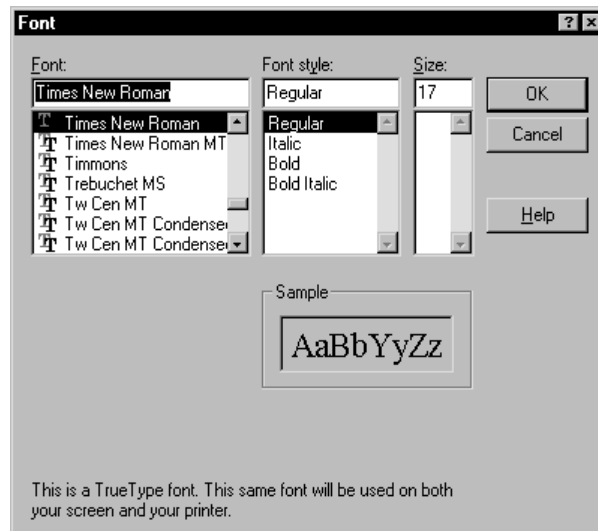 Font
Font:
Times New Roman
Times New Roman
Times New Roman MT
Timmons
Trebuchet MS
Tw Cen MT
Tw Cen MT Condensed
Tw Cen MT Condensed
Font style:
Regular
Regular
Italic
Bold
Bold Italic
Size:
17
OK
Cancel
Help
Sample
AaBbYyZz
This is a TrueType font. This same font will be used on both
your screen and your printer.